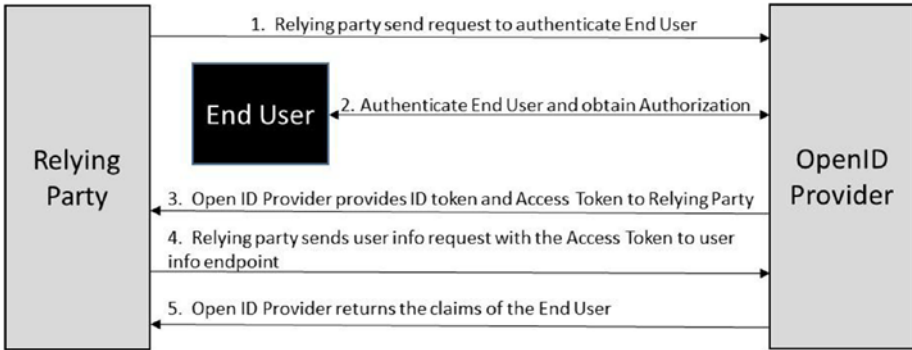 1. Relying party send request to authenticate End User
End User
2. Authenticate End User and obtain Authorization
Relying
Party
OpenID
Provider
3. Open ID Provider provides ID token and Access Token to Relying Party
4. Relying party sends user info request with the Access Token to user
info endpoint
5. Open ID Provider returns the claims of the End User